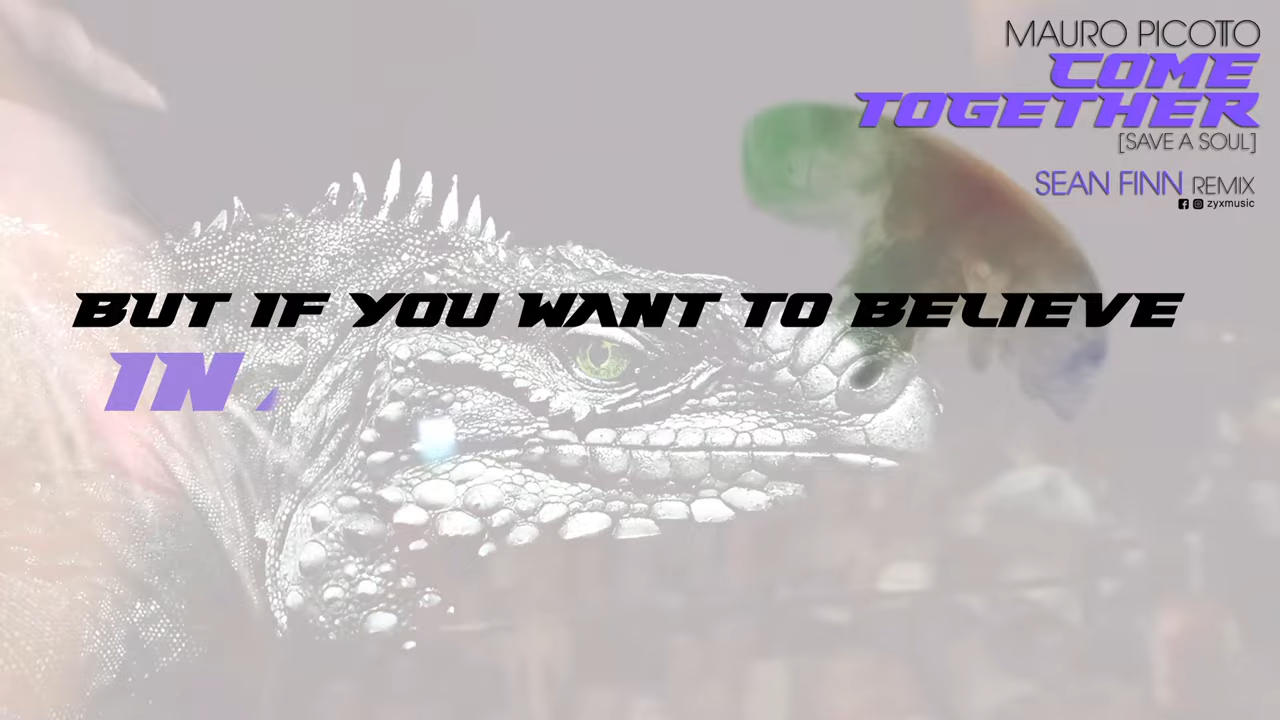 MAURO PICOTTO
COME
TOGETHER
[SAVE A SOUL]
SEAN FINN REMIX
zyxmusic
BUT IF YOU WANT TO BELIEVE
IN